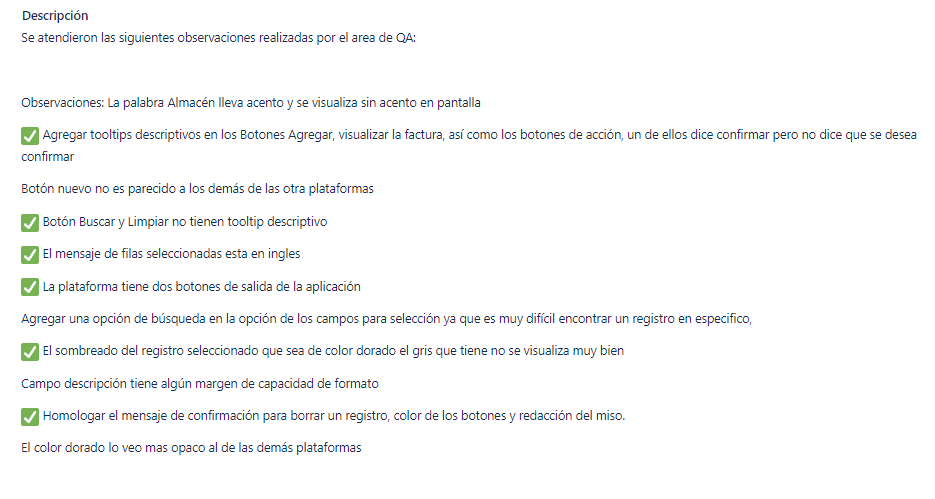 Descripción
Se atendieron las siguientes observaciones realizadas por el area de QA:
Observaciones: La palabra Almacén lleva acento y se visualiza sin acento en pantalla
✅ Agregar tooltips descriptivos en los Botones Agregar, visualizar la factura, así como los botones de acción, un de ellos dice confirmar pero no dice que se desea
confirmar
Botón nuevo no es parecido a los demás de las otra plataformas
✅ Botón Buscar y Limpiar no tienen tooltip descriptivo
✅ El mensaje de filas seleccionadas esta en ingles
✅ La plataforma tiene dos botones de salida de la aplicación
Agregar una opción de búsqueda en la opción de los campos para selección ya que es muy difícil encontrar un registro en especifico,
✅ El sombreado del registro seleccionado que sea de color dorado el gris que tiene no se visualiza muy bien
Campo descripción tiene algún margen de capacidad de formato
✅ Homologar el mensaje de confirmación para borrar un registro, color de los botones y redacción del miso.
El color dorado lo veo mas opaco al de las demás plataformas